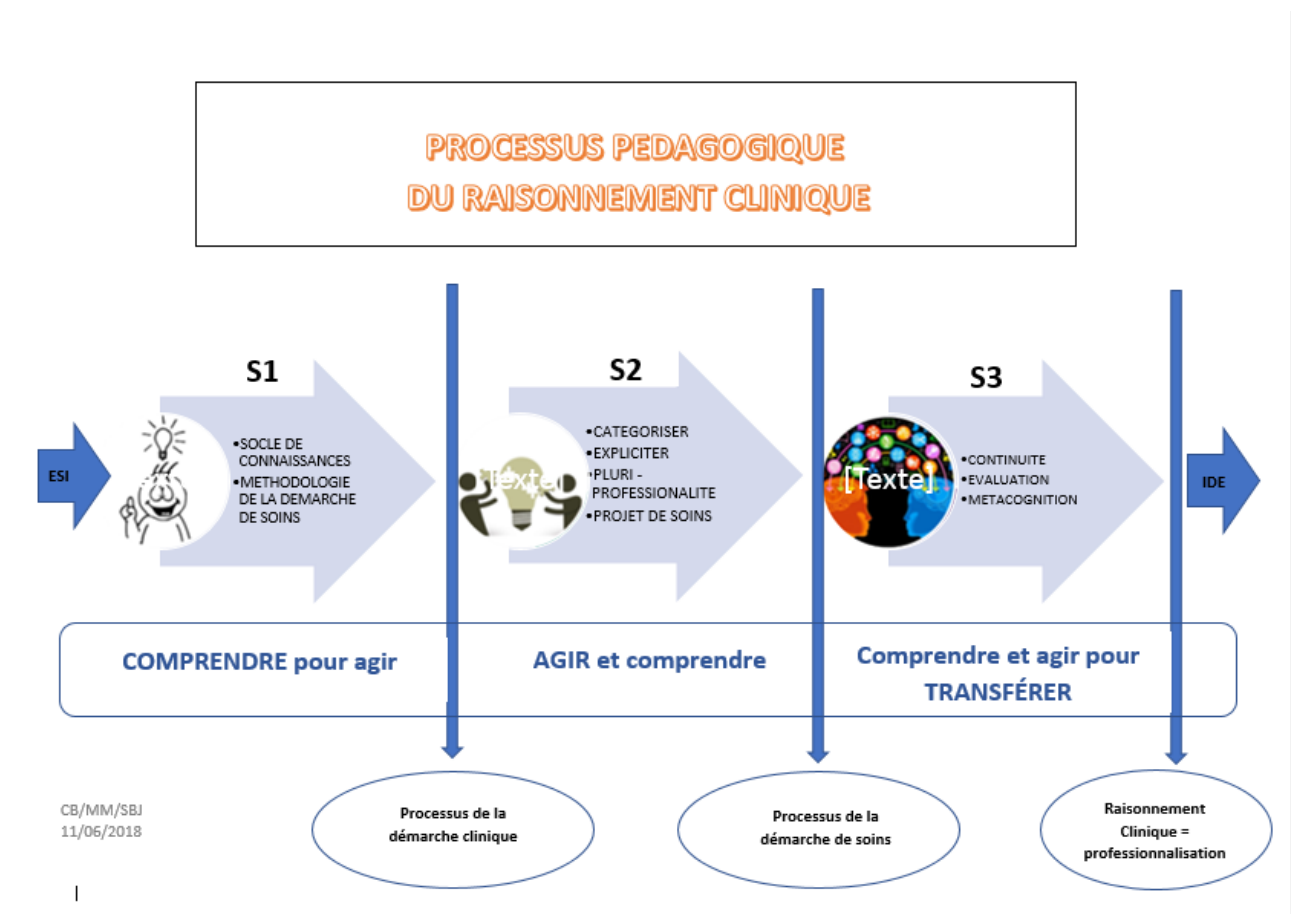 PROCESSUS PEDAGOGIQUE
DU RAISONNEMENT CLINIQUE
S1
S2
S3
ESI
•SOCLE DE
CONNAISSANCES
•METHODOLOGIE
DE LA DEMARCHE
DE SOINS
[Texte]
•CATEGORISER
•EXPLICITER
•PLURI -
PROFESSIONALITE
•PROJET DE SOINS
[Texte]
•CONTINUITE
•EVALUATION
•METACOGNITION
IDE
COMPRENDRE pour agir
AGIR et comprendre
Comprendre et agir pour
TRANSFÉRER
CB/MM/SBJ
11/06/2018
Processus de la
démarche clinique
Processus de la
démarche de soins
Raisonnement
Clinique =
professionnalisation